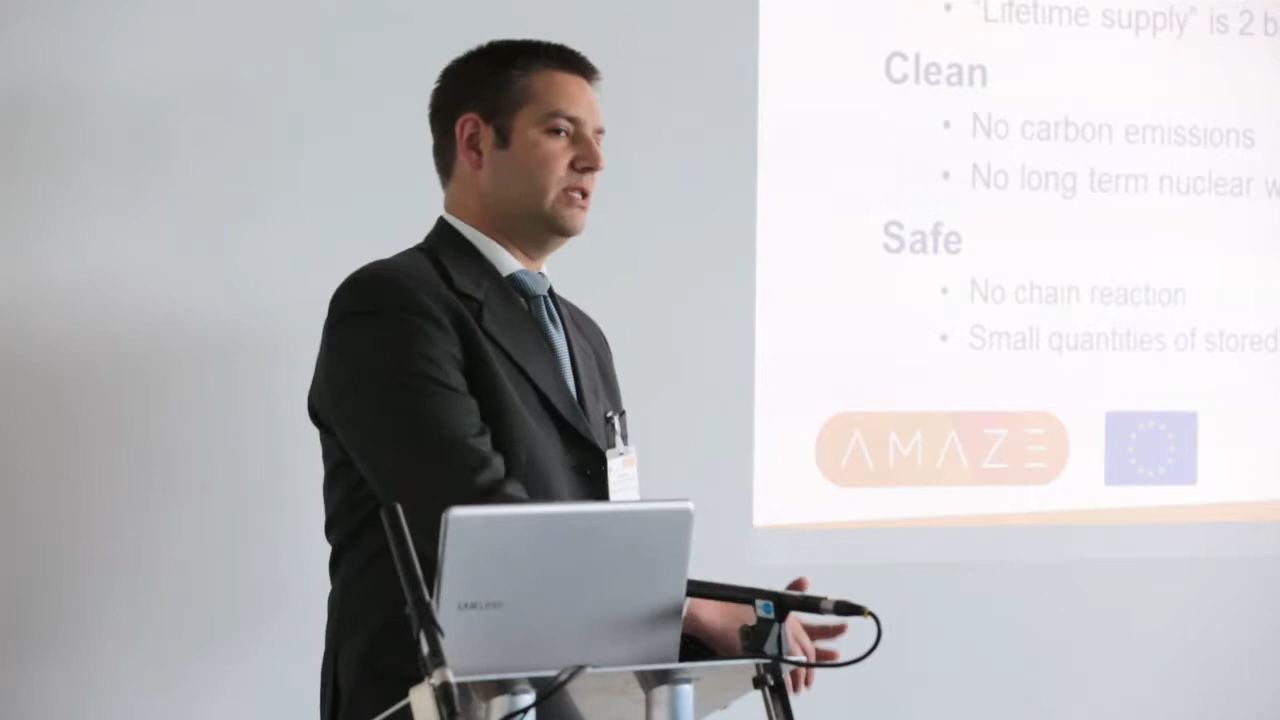 • "Lifetime supply" is 2 b
Clean
• No carbon emissions
• No long term nuclear w
Safe
• No chain reaction
• Small quantities of stored
AMAZE
SAMSUNG